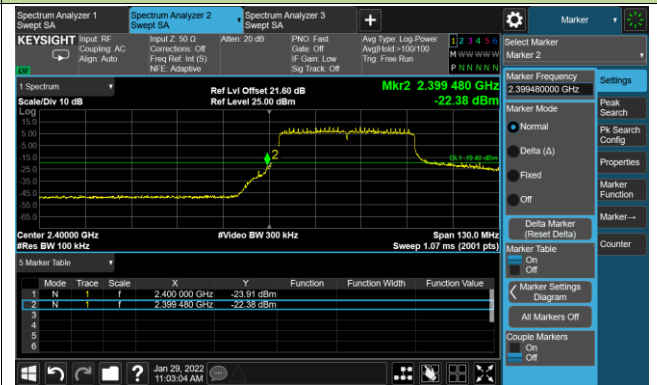 Spectrum Analyzer 1
Swept SA
Spectrum Analyzer 2
Swept SA
Spectrum Analyzer 3
Swept SA
+
Marker
KEYSIGHT
Input: RF
Coupling: AC
Align: Auto
Input Z: 50 Ω
Corrections: Off
Freq Ref: Int (S)
NFE: Adaptive
Atten: 20 dB
PNO: Fast
Gate: Off
IF Gain: Low
Sig Track: Off
Avg Type: Log-Power
Avg|Hold:>100/100
Trig: Free Run
1 2 3 4 5 6
M W W W W W
P N N N N N
LXI
Select Marker
Marker 2
1 Spectrum
Scale/Div 10 dB
Ref Lvl Offset 21.60 dB
Ref Level 25.00 dBm
Mkr2 2.399 480 GHz
-22.38 dBm
Log
15.0
5.00
-5.00
-15.0
-25.0
-35.0
-45.0
-55.0
-65.0
2
DL1 -19.48 dBm
Center 2.40000 GHz
#Res BW 100 kHz
#Video BW 300 kHz
Span 130.0 MHz
Sweep 1.07 ms (2001 pts)
5 Marker Table
Mode Trace Scale X Y Function Function Width Function Value
1 N 1 f 2.400 000 GHz -23.91 dBm
2 N 1 f 2.399 480 GHz -22.38 dBm
3
4
5
6
Marker Frequency
2.399480000 GHz
Marker Mode
Normal
Delta (Δ)
Fixed
Off
Delta Marker
(Reset Delta)
Marker Table
On
Off
Marker Settings
Diagram
All Markers Off
Couple Markers
On
Off
Settings
Peak
Search
Pk Search
Config
Properties
Marker
Function
Marker→
Counter
?
Jan 29, 2022
11:03:04 AM